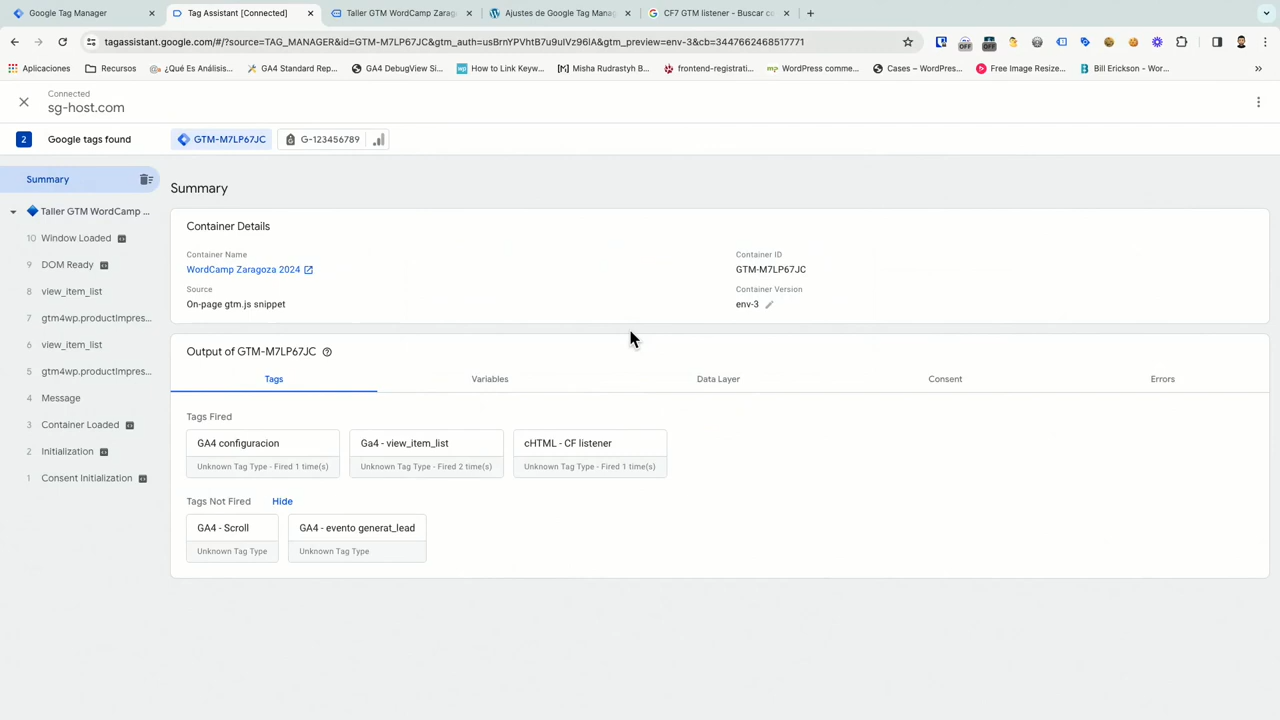 Google Tag Manager
Tag Assistant [Connected]
Taller GTM WordCamp Zarago
Ajustes de Google Tag Manag
CF7 GTM listener - Buscar co
tagassistant.google.com/#/?source=TAG_MANAGER&id=GTM-M7LP67JC&gtm_auth=usBrnYPVhtB7u9uIVz96lA&gtm_preview=env-3&cb=3447662468517771
OFF
OFF
Aplicaciones
Recursos
¿Qué Es Análisis...
GA4 Standard Rep...
GA4 DebugView Si...
How to Link Keyw...
Misha Rudrastyh B...
frontend-registrati...
WordPress comme...
Cases – WordPres...
Free Image Resize...
Bill Erickson - Wor...
Connected
sg-host.com
2 Google tags found
GTM-M7LP67JC
G-123456789
Summary
Taller GTM WordCamp ...
10 Window Loaded
9 DOM Ready
8 view_item_list
7 gtm4wp.productImpres...
6 view_item_list
5 gtm4wp.productImpres...
4 Message
3 Container Loaded
2 Initialization
1 Consent Initialization
Summary
Container Details
Container Name
WordCamp Zaragoza 2024
Container ID
GTM-M7LP67JC
Source
On-page gtm.js snippet
Container Version
env-3
Output of GTM-M7LP67JC
Tags
Variables
Data Layer
Consent
Errors
Tags Fired
GA4 configuracion
Unknown Tag Type - Fired 1 time(s)
Ga4 - view_item_list
Unknown Tag Type - Fired 2 time(s)
cHTML - CF listener
Unknown Tag Type - Fired 1 time(s)
Tags Not Fired Hide
GA4 - Scroll
Unknown Tag Type
GA4 - evento generat_lead
Unknown Tag Type